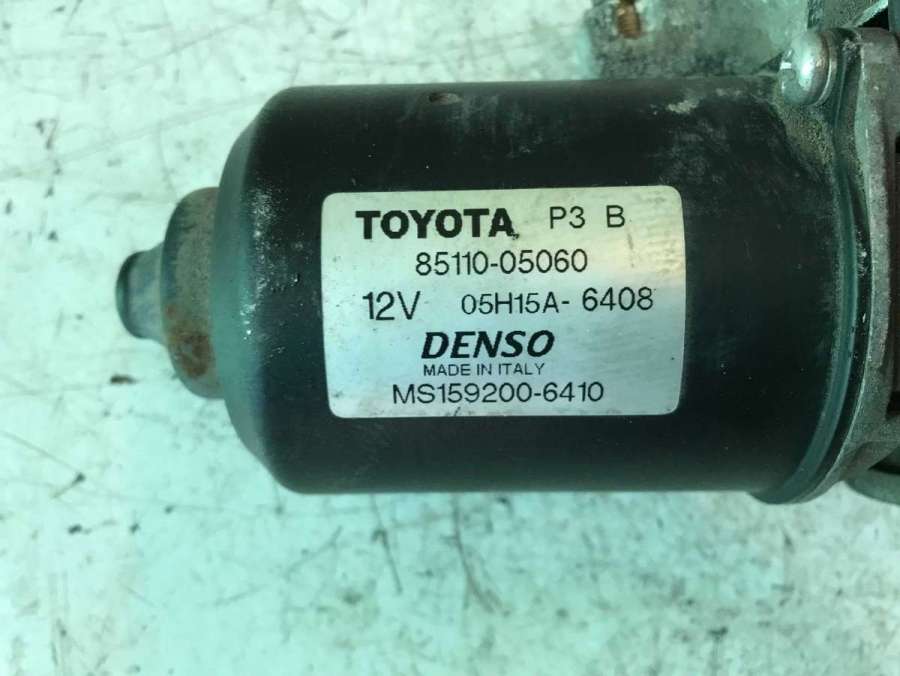 TOYOTA P3 B
85110-05060
12V 05H15A-6408
DENSO
MADE IN ITALY
MS159200-6410